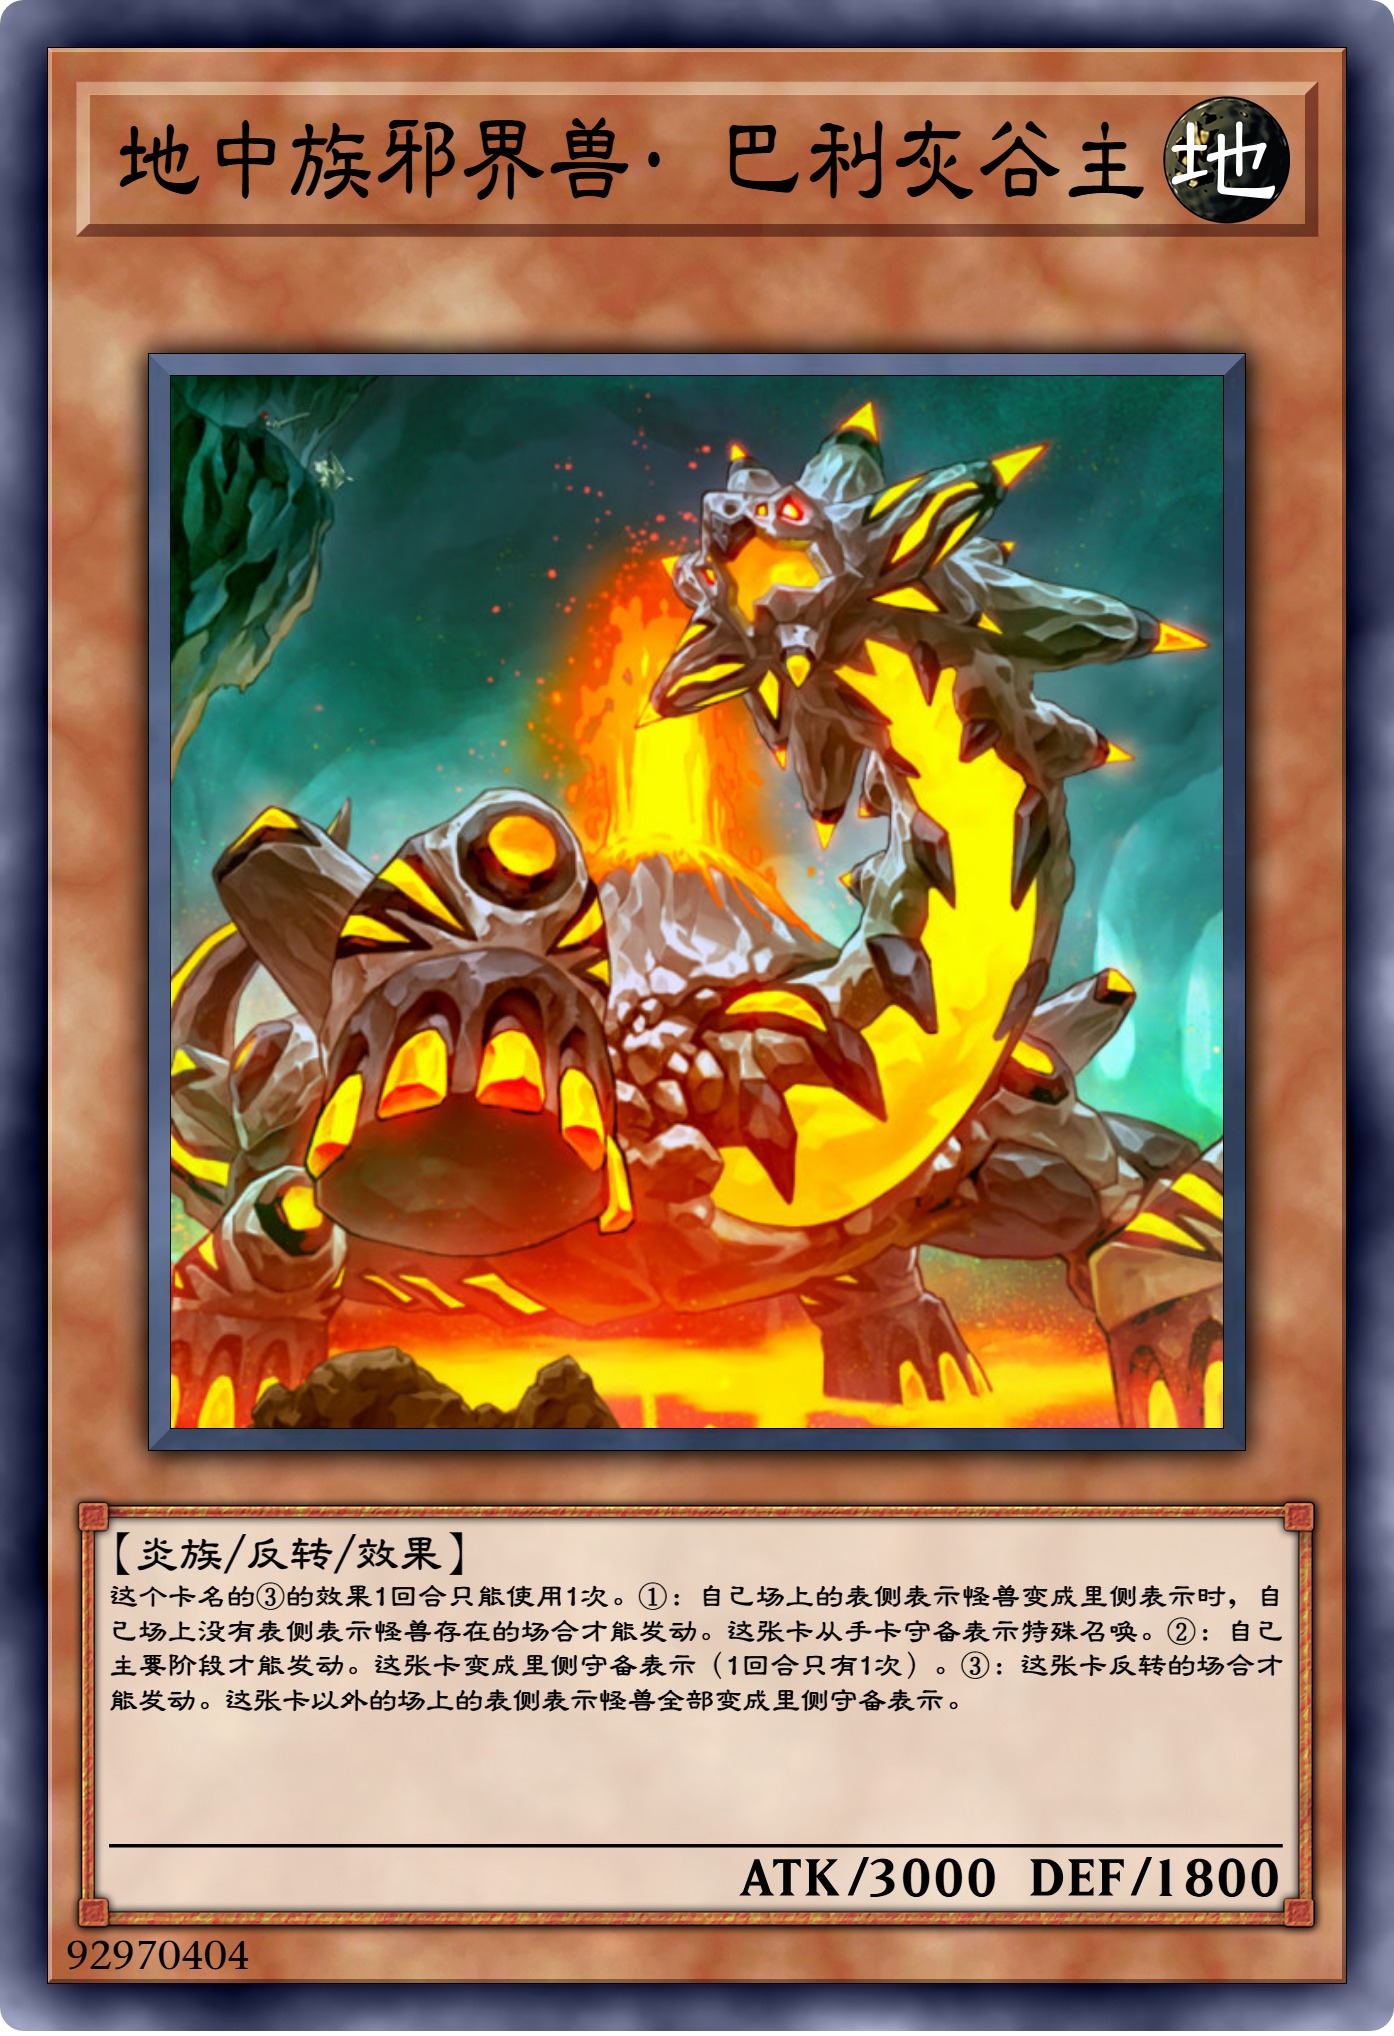 地中族邪界兽· 巴利灰谷主 地
【炎族/反转/效果】
这个卡名的③的效果1回合只能使用1次。①：自己场上的表侧表示怪兽变成里侧表示时，自
己场上没有表侧表示怪兽存在的场合才能发动。这张卡从手卡守备表示特殊召唤。②：自己
主要阶段才能发动。这张卡变成里侧守备表示（1回合只有1次）。③：这张卡反转的场合才
能发动。这张卡以外的场上的表侧表示怪兽全部变成里侧守备表示。
ATK/3000 DEF/1800
92970404